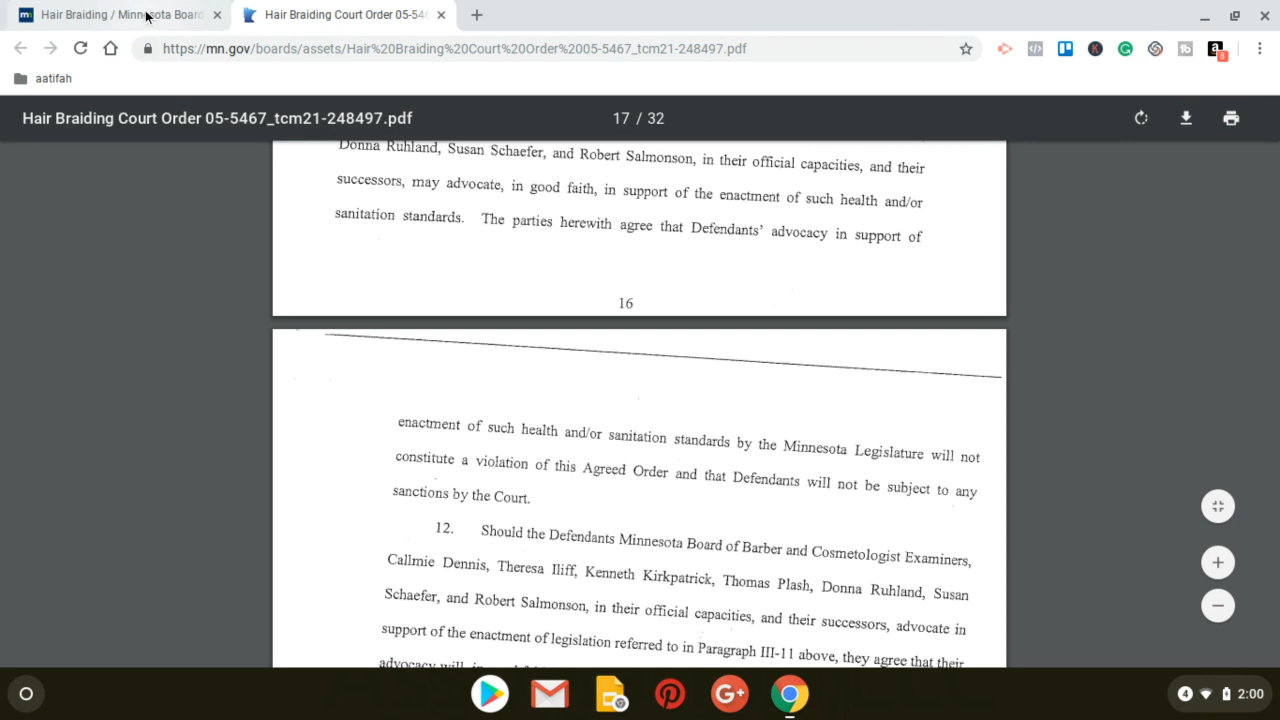 Hair Braiding / Minnesota Board
Hair Braiding Court Order 05-546
https://mn.gov/boards/assets/Hair%20Braiding%20Court%20Order%2005-5467_tcm21-248497.pdf
8
aatifah
Hair Braiding Court Order 05-5467_tcm21-248497.pdf
17 / 32
Donna Ruhland, Susan Schaefer, and Robert Salmonson, in their official capacities, and their
successors, may advocate, in good faith, in support of the enactment of such health and/or
sanitation standards. The parties herewith agree that Defendants' advocacy in support of
16
enactment of such health and/or sanitation standards by the Minnesota Legislature will not
constitute a violation of this Agreed Order and that Defendants will not be subject to any
sanctions by the Court.
12. Should the Defendants Minnesota Board of Barber and Cosmetologist Examiners,
Callmie Dennis, Theresa Iliff, Kenneth Kirkpatrick, Thomas Plash, Donna Ruhland, Susan
Schaefer, and Robert Salmonson, in their official capacities, and their successors, advocate in
support of the enactment of legislation referred to in Paragraph III-11 above, they agree that their
advocacy will, in
4
2:00